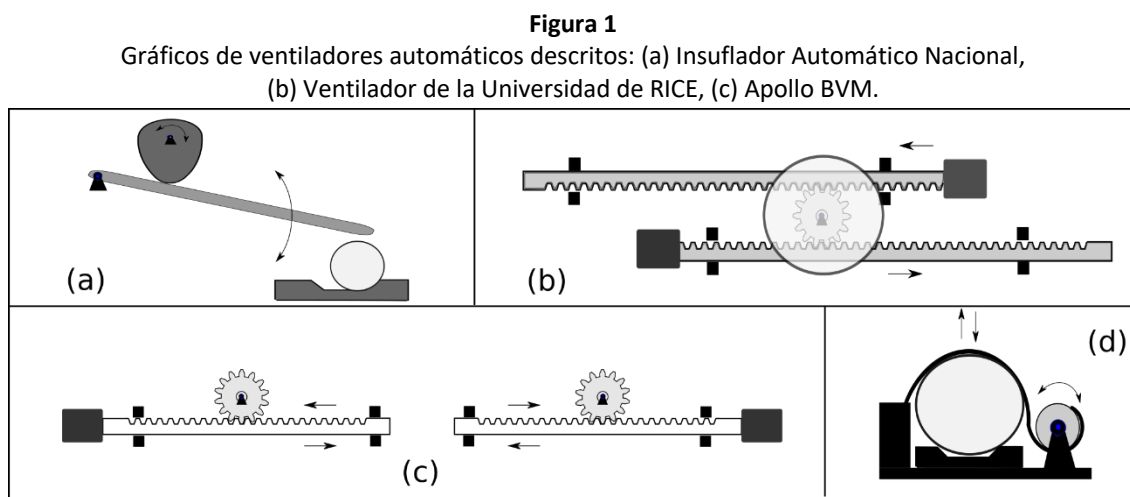 Figura 1
Gráficos de ventiladores automáticos descritos: (a) Insuflador Automático Nacional,
(b) Ventilador de la Universidad de RICE, (c) Apollo BVM.
(a)
(b)
(c)
(d)